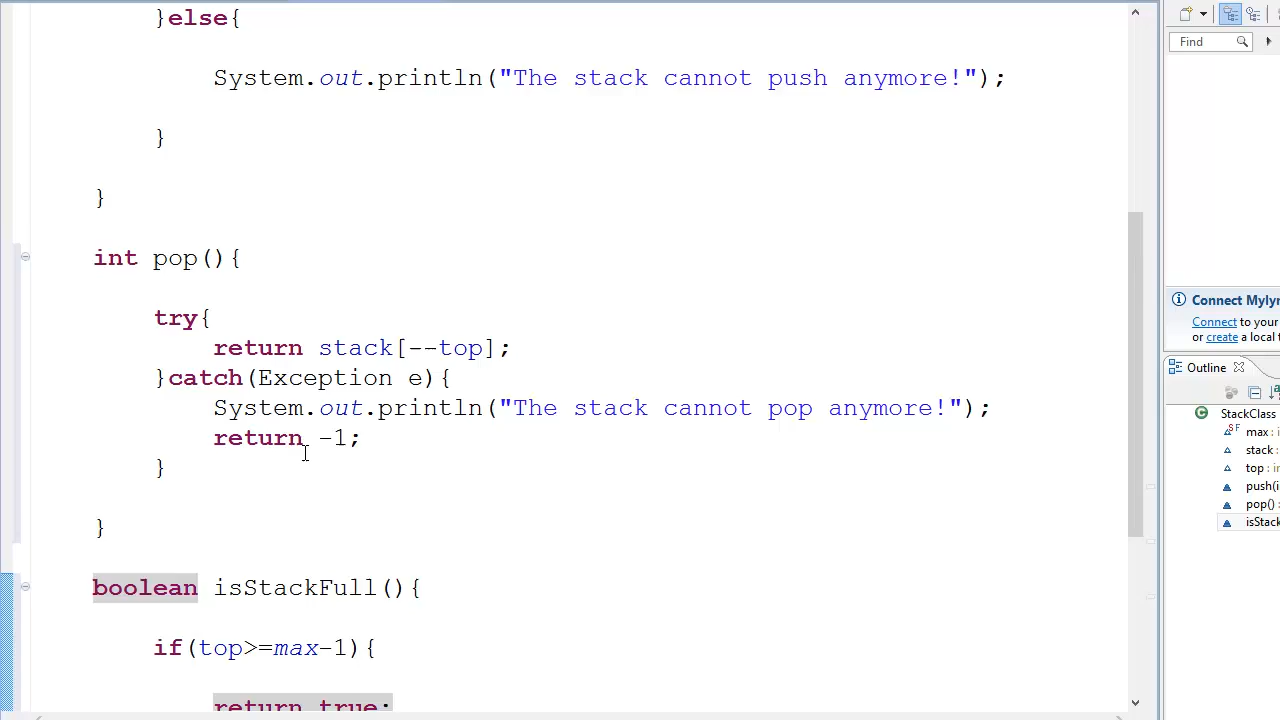 }else{
System.out.println("The stack cannot push anymore!");
}
}
int pop(){
try{
return stack[--top];
}catch(Exception e){
System.out.println("The stack cannot pop anymore!");
return -1;
}
}
boolean isStackFull(){
if(top>=max-1){
return true;
Find
Connect Mylyn
Connect to your
or create a local
Outline
StackClass
max :
stack :
top :
push(i
pop() :
isStack